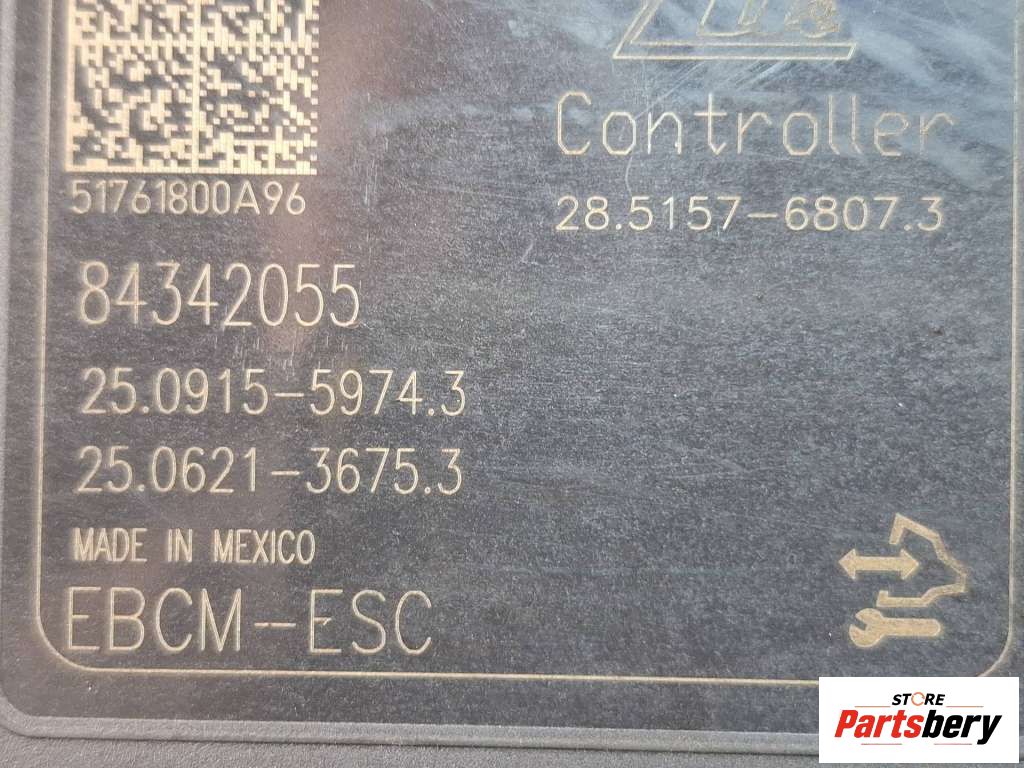 Controller
51761800A96
28.5157-6807.3
84342055
25.0915-5974.3
25.0621-3675.3
MADE IN MEXICO
EBCM-ESC
STORE
Partsbery